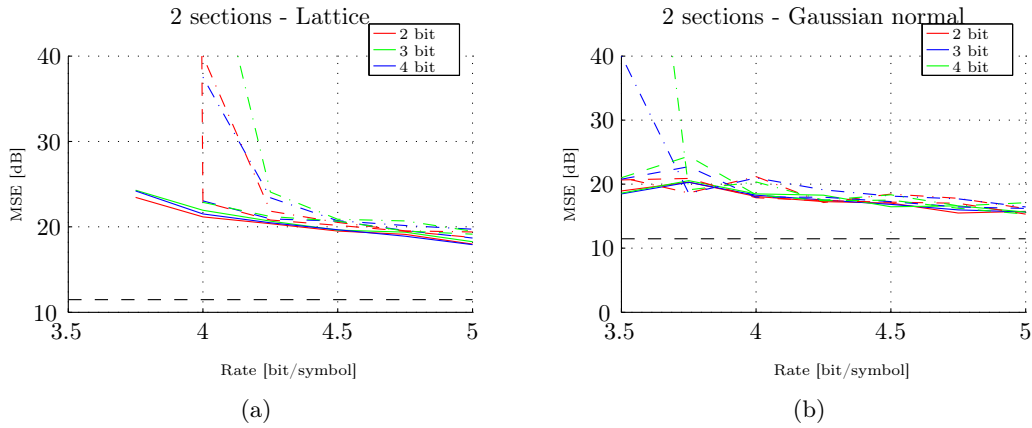 2 sections - Lattice
2 bit
3 bit
4 bit
MSE [dB]
40
30
20
10
3.5
4
4.5
5
Rate [bit/symbol]
(a)
2 sections - Gaussian normal
2 bit
3 bit
4 bit
MSE [dB]
40
30
20
10
0
3.5
4
4.5
5
Rate [bit/symbol]
(b)